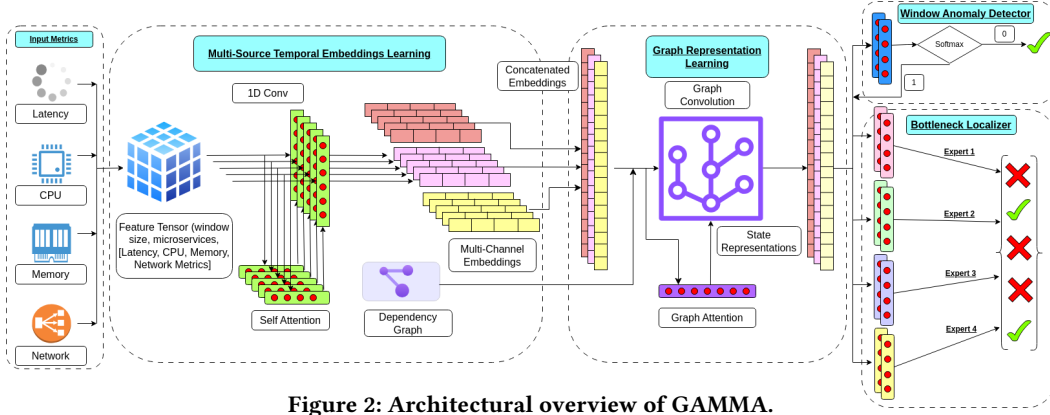 Input Metrics
Latency
CPU
Memory
Network
Multi-Source Temporal Embeddings Learning
1D Conv
Feature Tensor (window
size, microservices,
[Latency, CPU, Memory,
Network Metrics]
Self Attention
Dependency
Graph
Multi-Channel
Embeddings
Concatenated
Embeddings
Graph Representation
Learning
Graph
Convolution
State
Representations
Graph Attention
Window Anomaly Detector
Softmax
0
1
Bottleneck Localizer
Expert 1
Expert 2
Expert 3
Expert 4
Figure 2: Architectural overview of GAMMA.